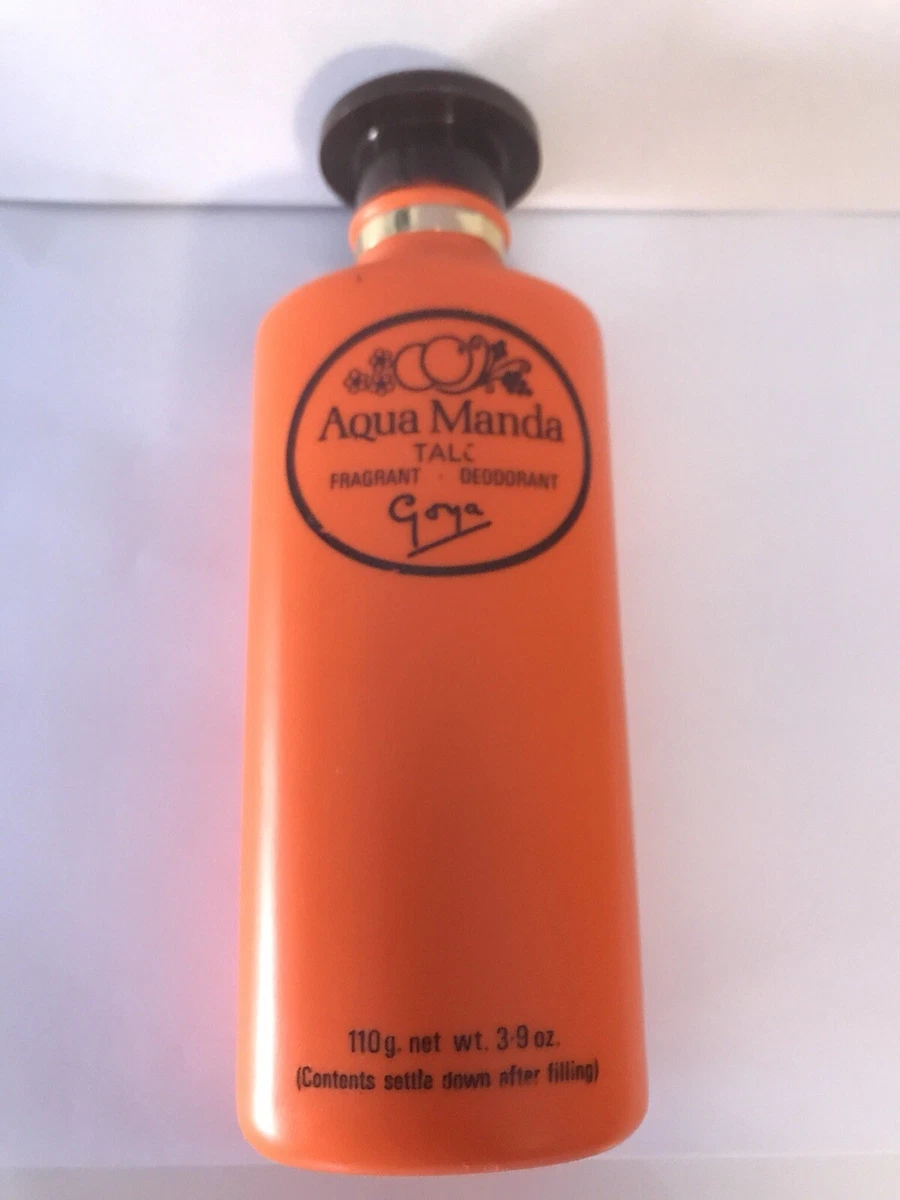 Aqua Manda
TALC
FRAGRANT · DEODORANT
Goya
110g. net wt. 3·9 oz.
(Contents settle down after filling)